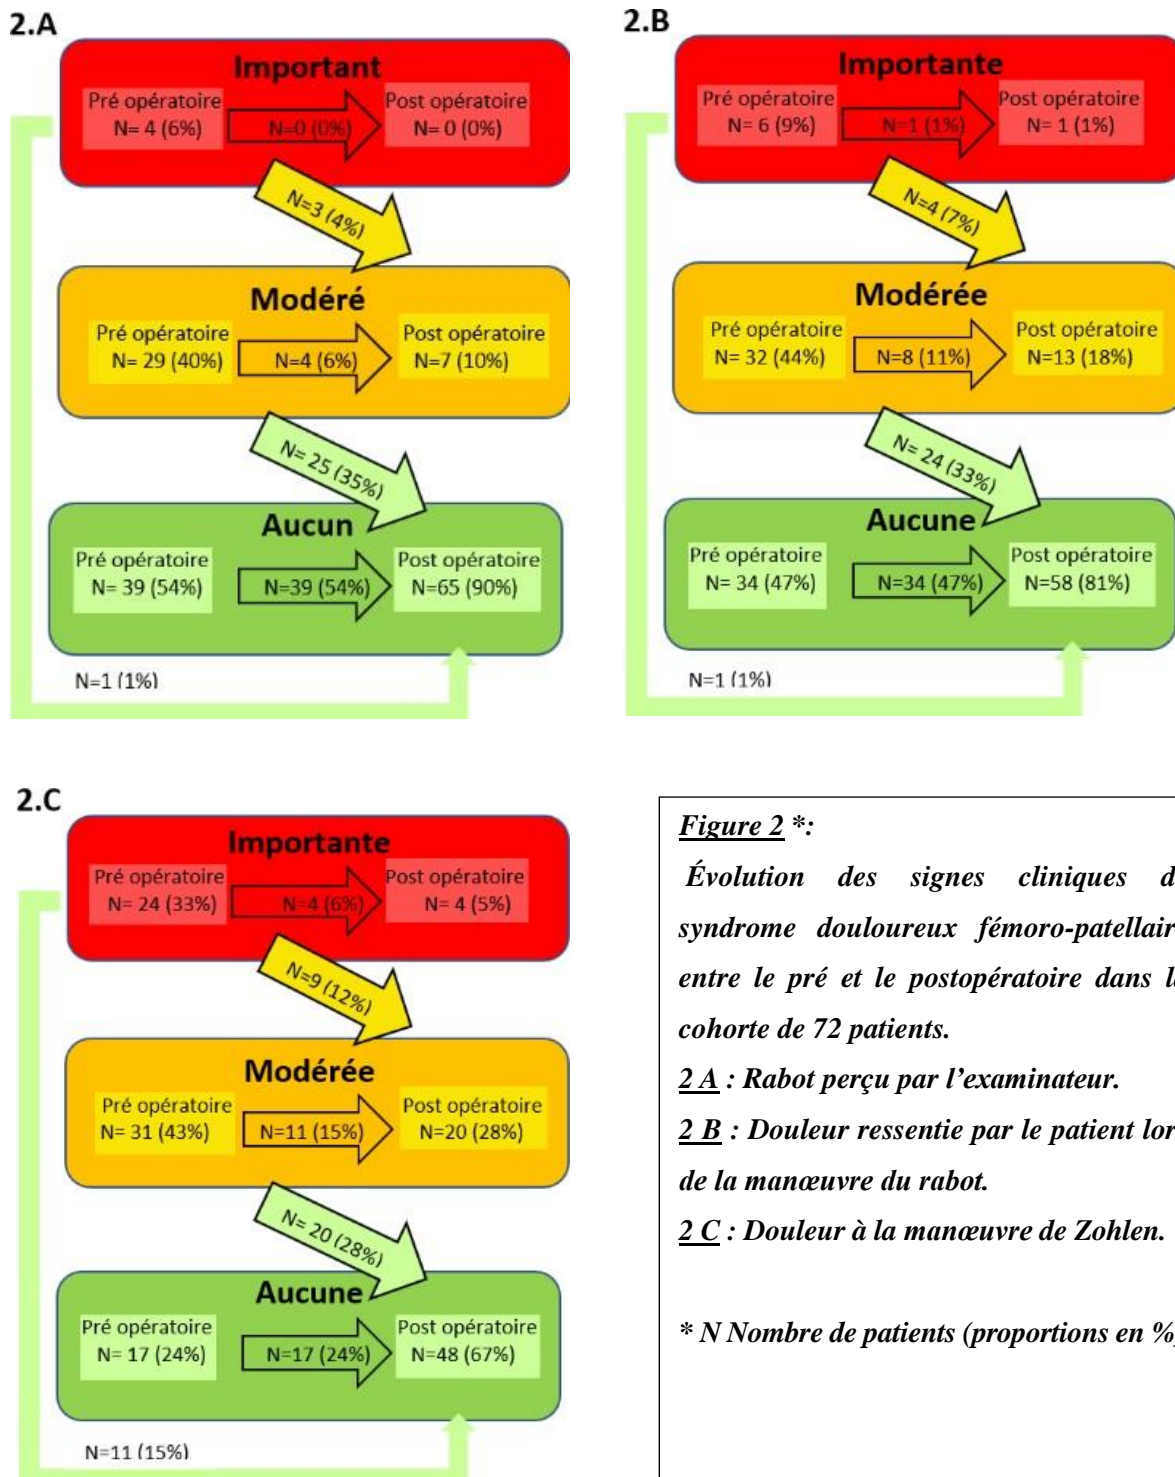 2.A
Important
Pré opératoire
N= 4 (6%)
N=0 (0%)
Post opératoire
N= 0 (0%)
N=3 (4%)
Modéré
Pré opératoire
N= 29 (40%)
N=4 (6%)
Post opératoire
N=7 (10%)
N= 25 (35%)
Aucun
Pré opératoire
N= 39 (54%)
N=39 (54%)
Post opératoire
N=65 (90%)
N=1 (1%)
2.B
Importante
Pré opératoire
N= 6 (9%)
N=1 (1%)
Post opératoire
N= 1 (1%)
N=4 (7%)
Modérée
Pré opératoire
N= 32 (44%)
N=8 (11%)
Post opératoire
N=13 (18%)
N= 24 (33%)
Aucune
Pré opératoire
N= 34 (47%)
N=34 (47%)
Post opératoire
N=58 (81%)
N=1 (1%)
2.C
Importante
Pré opératoire
N= 24 (33%)
N=4 (6%)
Post opératoire
N= 4 (5%)
N=9 (12%)
Modérée
Pré opératoire
N= 31 (43%)
N=11 (15%)
Post opératoire
N=20 (28%)
N= 20 (28%)
Aucune
Pré opératoire
N= 17 (24%)
N=17 (24%)
Post opératoire
N=48 (67%)
N=11 (15%)
Figure 2 *:
Évolution des signes cliniques d
syndrome douloureux fémoro-patellair
entre le pré et le postopératoire dans l
cohorte de 72 patients.
2 A : Rabot perçu par l'examinateur.
2 B : Douleur ressentie par le patient lor
de la manœuvre du rabot.
2 C : Douleur à la manœuvre de Zohlen.
* N Nombre de patients (proportions en %